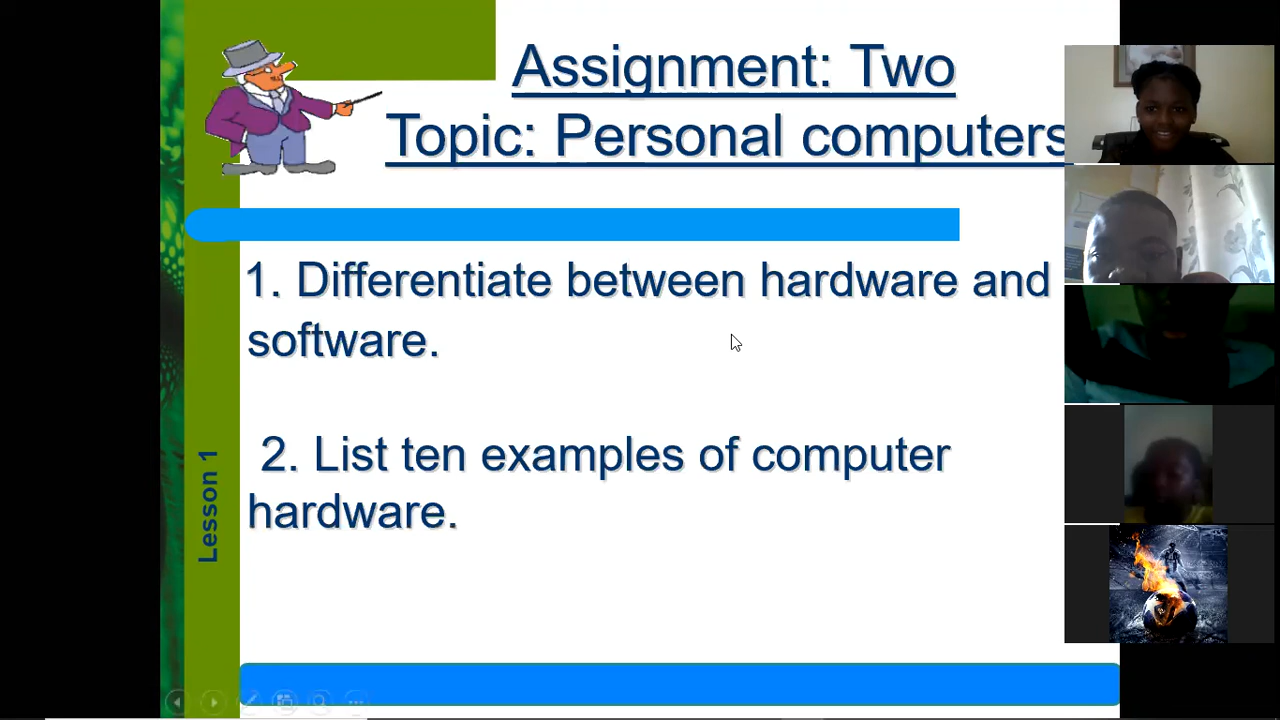 Assignment: Two
Topic: Personal computers
1. Differentiate between hardware and
software.
2. List ten examples of computer
hardware.
Lesson 1